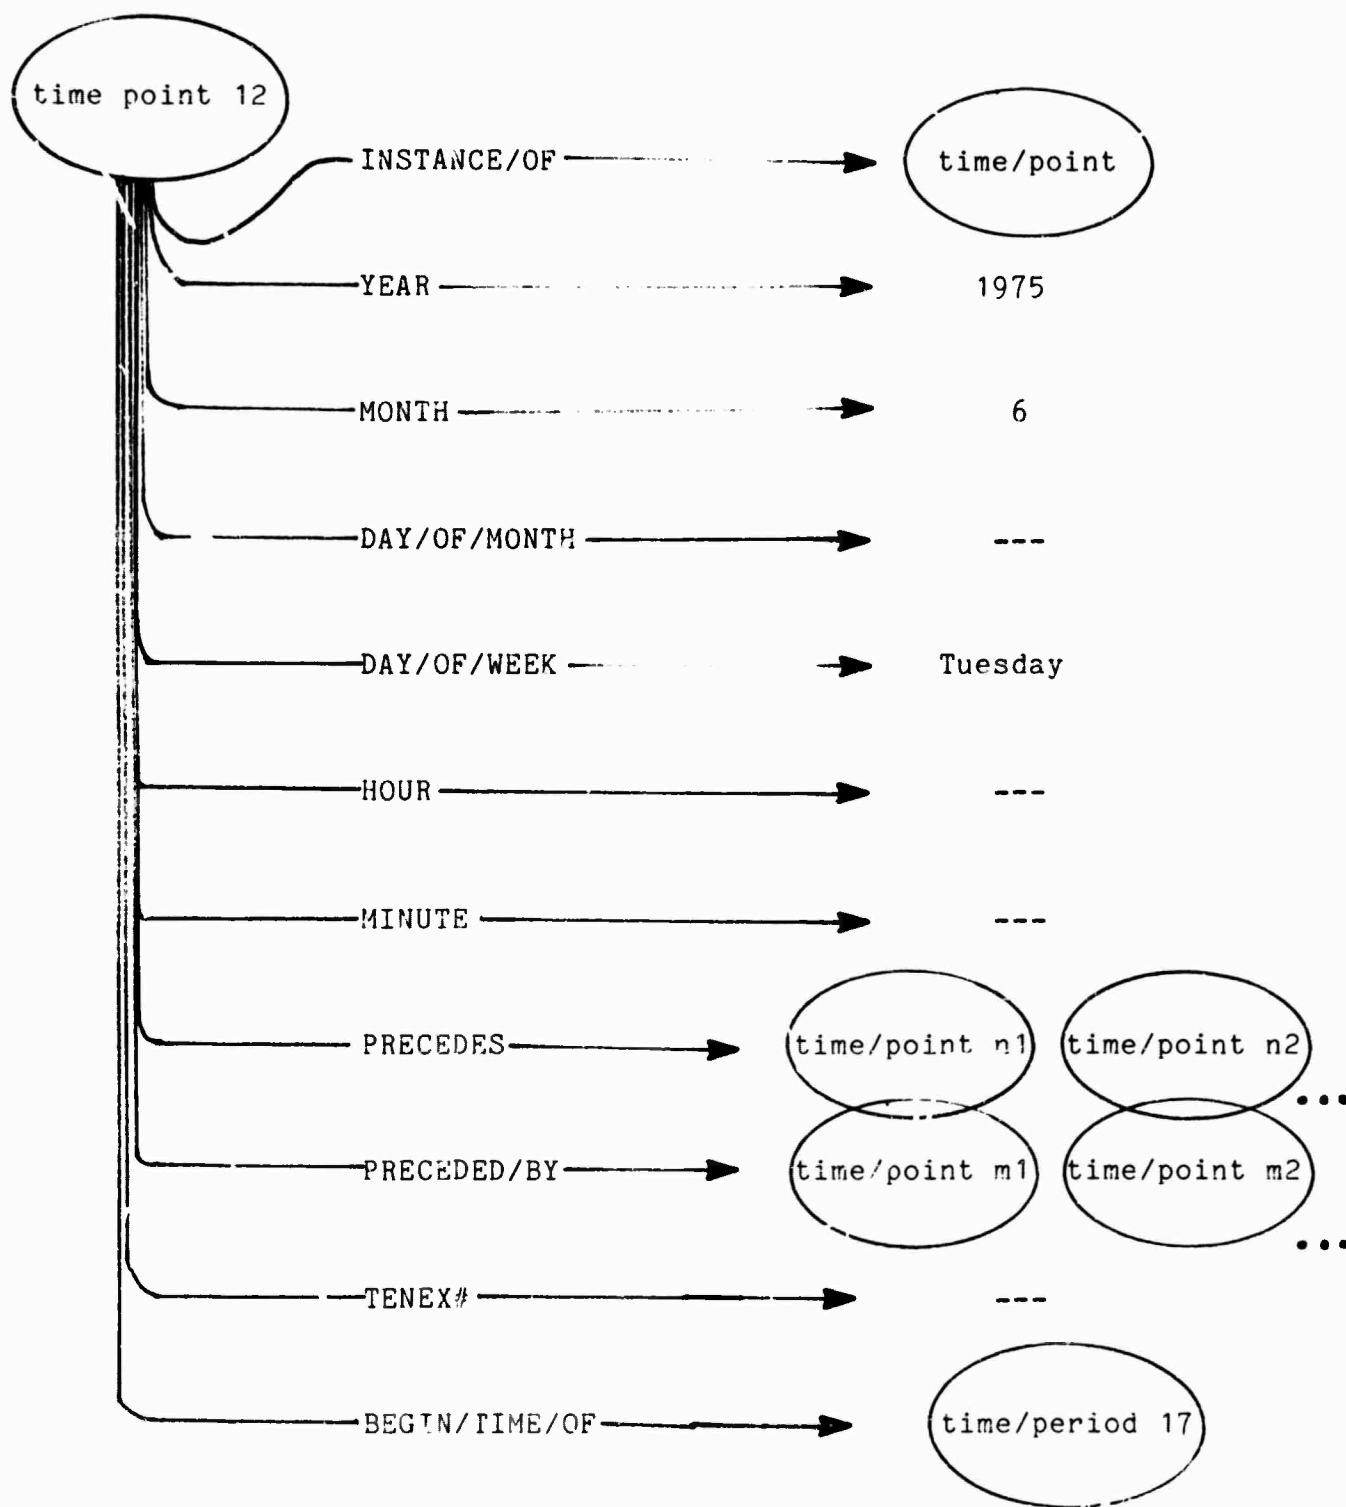 time point 12
INSTANCE/OF time/point
YEAR 1975
MONTH 6
DAY/OF/MONTH ---
DAY/OF/WEEK Tuesday
HOUR ---
MINUTE ---
PRECEDES time/point n1 time/point n2
...
PRECEDED/BY time/point m1 time/point m2
...
TENEX# ---
BEGIN/TIME/OF time/period 17